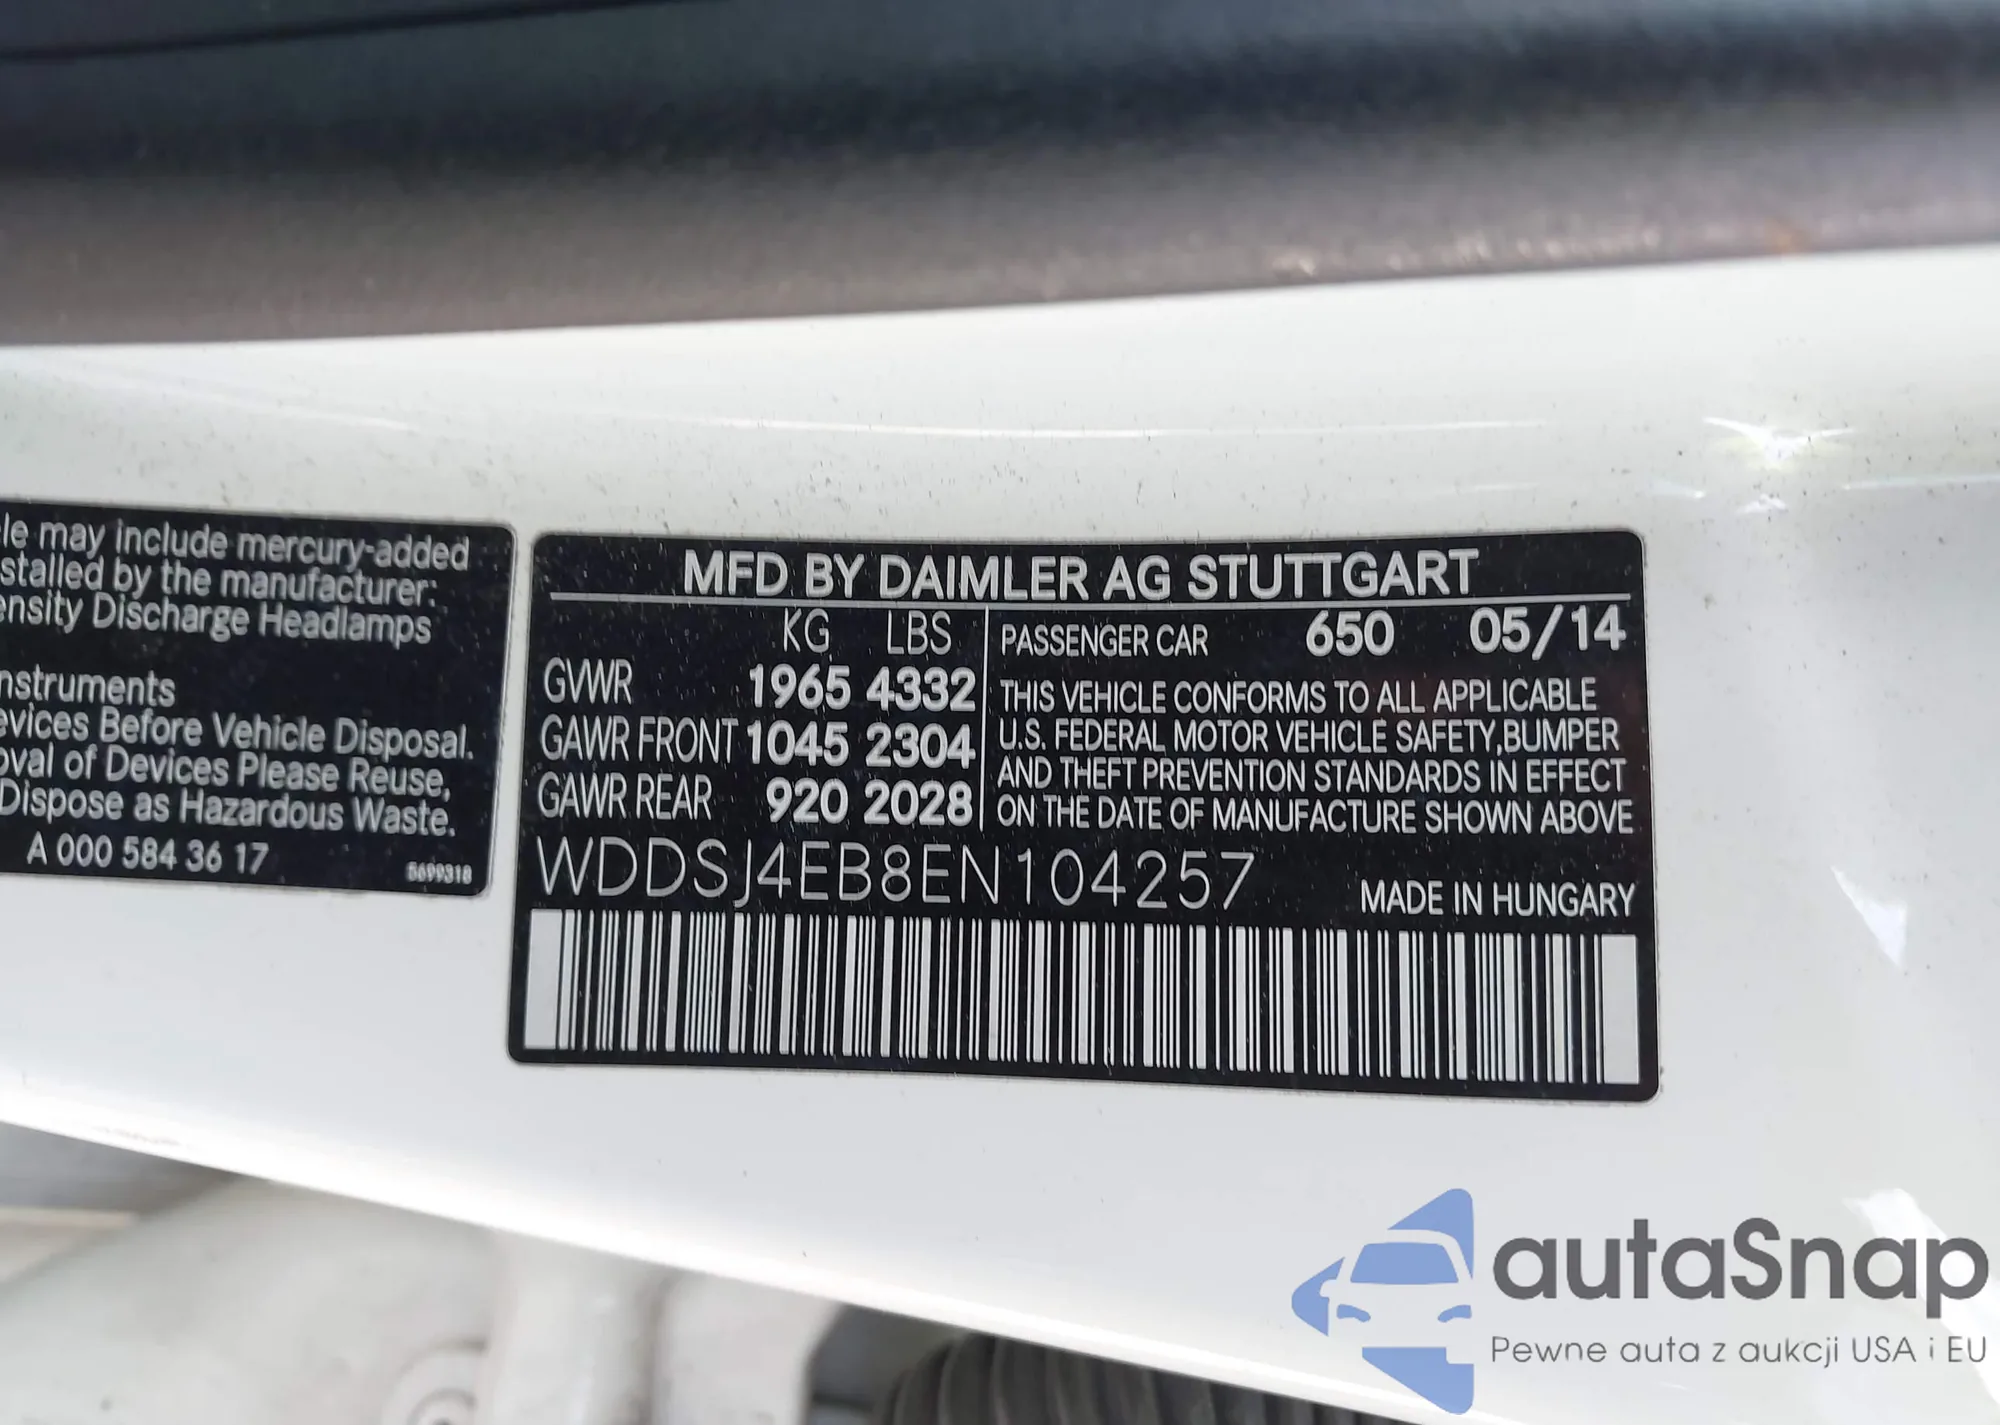 le may include mercury-added
stalled by the manufacturer:
ensity Discharge Headlamps
nstruments
evices Before Vehicle Disposal.
oval of Devices Please Reuse,
Dispose as Hazardous Waste.
A 000 584 36 17
5699318
MFD BY DAIMLER AG STUTTGART
KG LBS
GVWR 1965 4332
GAWR FRONT 1045 2304
GAWR REAR 920 2028
PASSENGER CAR 650 05/14
THIS VEHICLE CONFORMS TO ALL APPLICABLE
U.S. FEDERAL MOTOR VEHICLE SAFETY,BUMPER
AND THEFT PREVENTION STANDARDS IN EFFECT
ON THE DATE OF MANUFACTURE SHOWN ABOVE
WDDSJ4EB8EN104257
MADE IN HUNGARY
autaSnap
Pewne auta z aukcji USA i EU